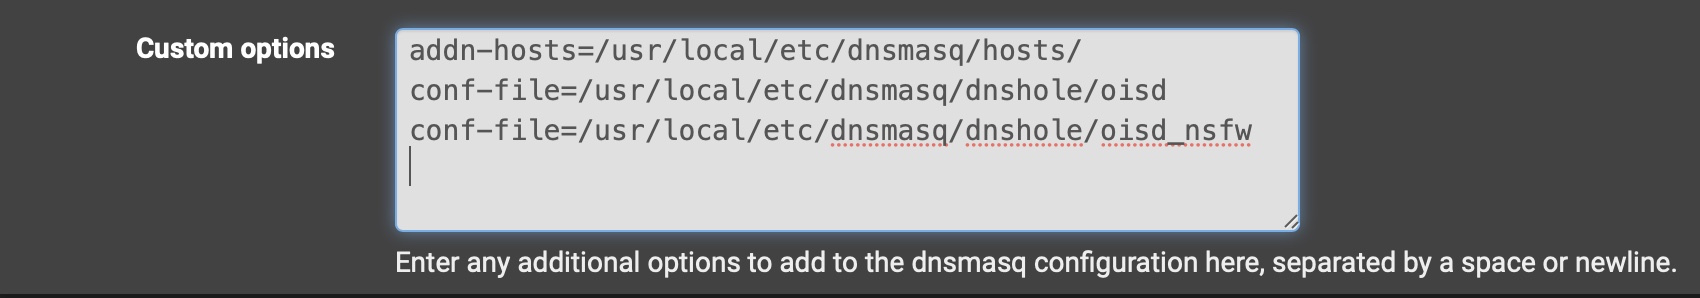 Custom options
addn-hosts=/usr/local/etc/dnsmasq/hosts/
conf-file=/usr/local/etc/dnsmasq/dnshole/oisd
conf-file=/usr/local/etc/dnsmasq/dnshole/oisd_nsfw
Enter any additional options to add to the dnsmasq configuration here, separated by a space or newline.